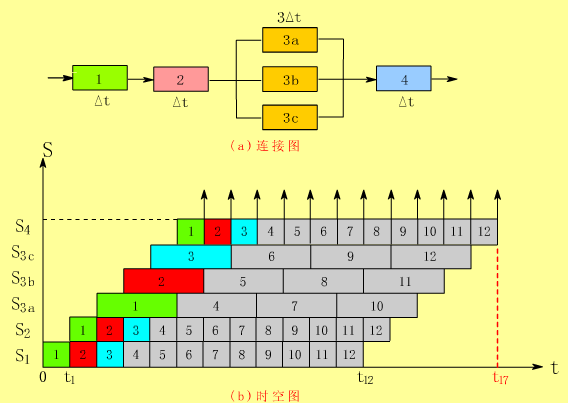 3Δt
3a
1 2 3b 4
Δt Δt Δt
3c
(a)连接图
S
S4 1 2 3 4 5 6 7 8 9 10 11 12
S3c 3 6 9 12
S3b 2 5 8 11
S3a 1 4 7 10
S2 1 2 3 4 5 6 7 8 9 10 11 12
S1 1 2 3 4 5 6 7 8 9 10 11 12
0 t1 t12 t17 t
(b)时空图